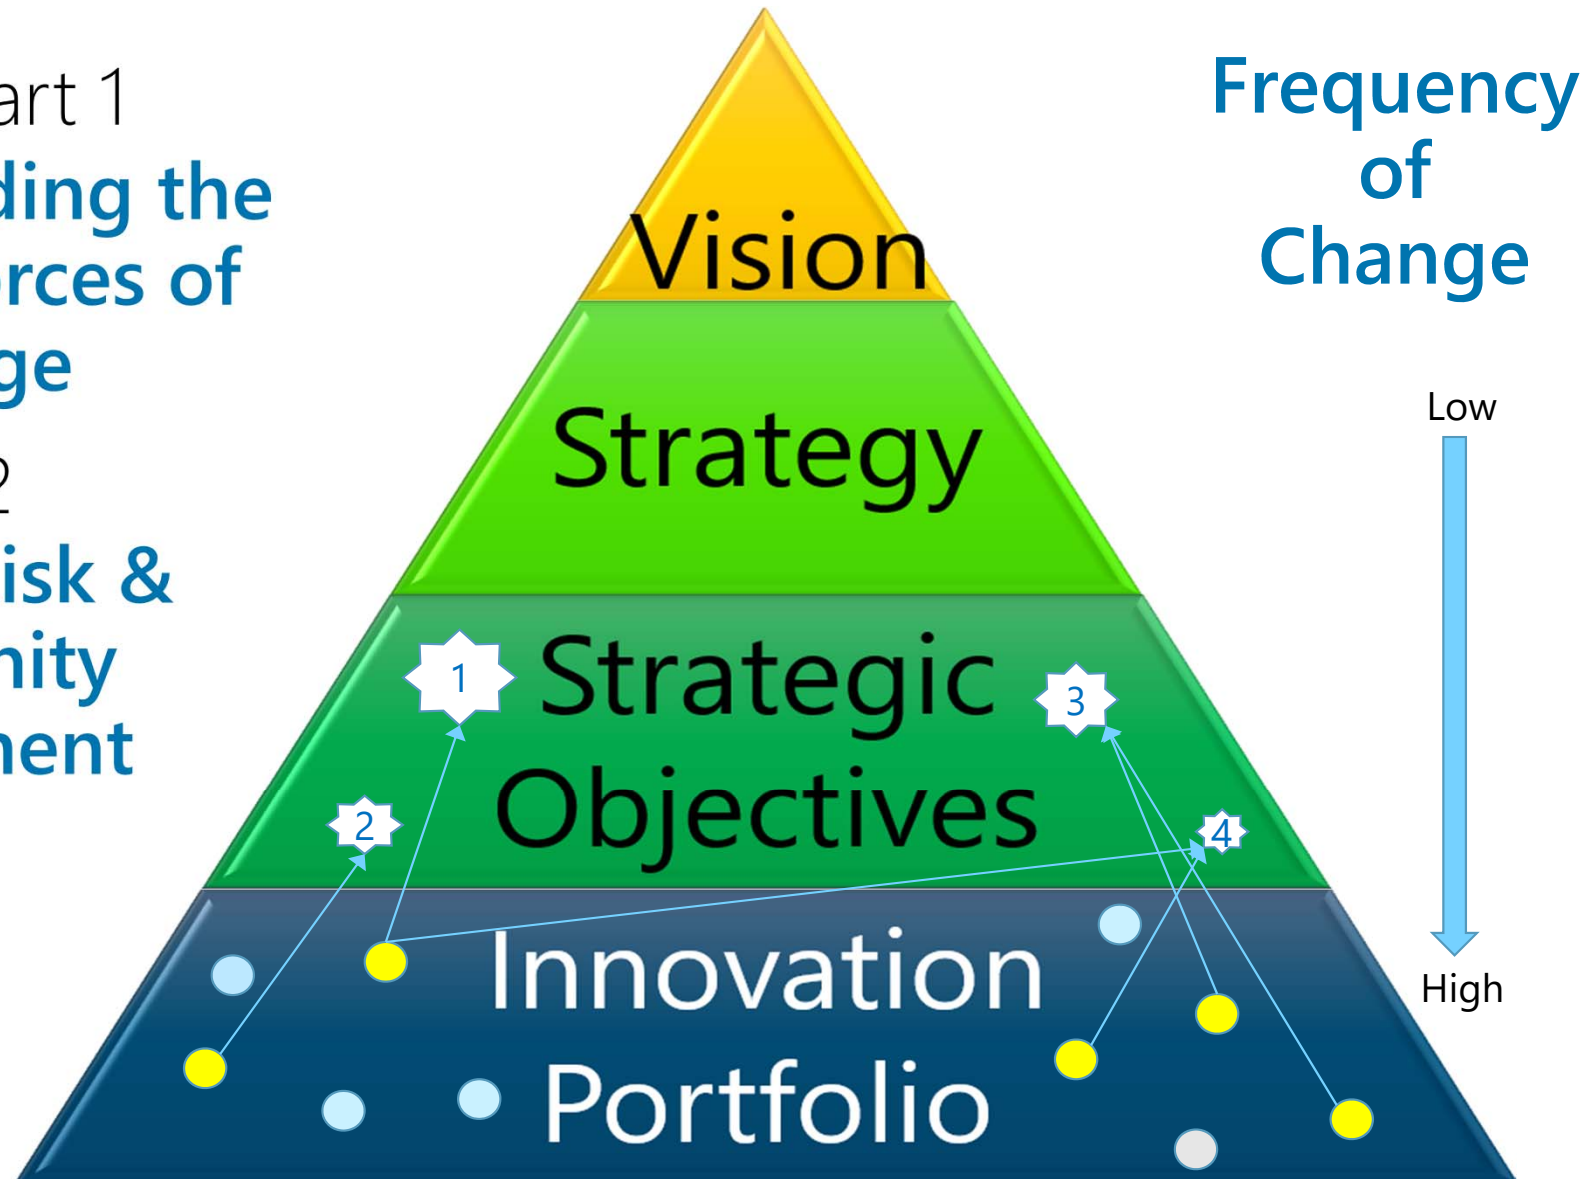 art 1
ding the
rces of
ge
2
isk &
nity
nent
Vision
Strategy
Strategic
Objectives
1
2
3
4
Innovation
Portfolio
Frequency
of
Change
Low
High